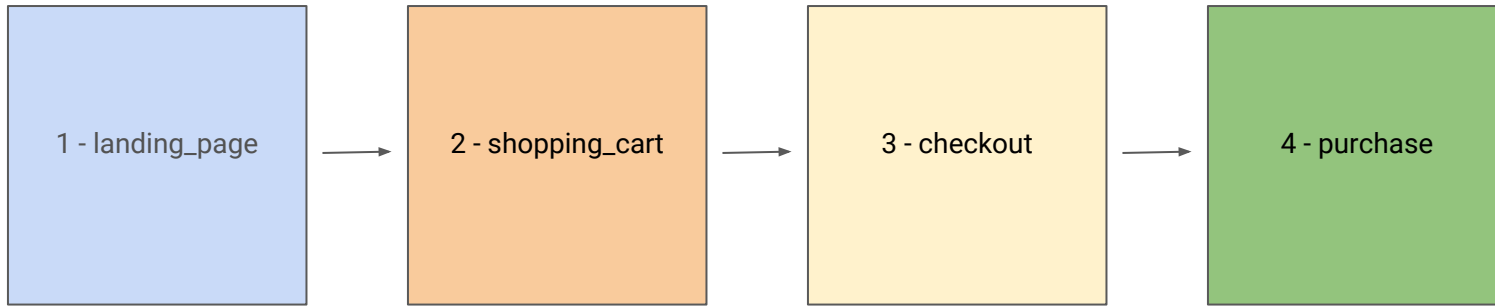 1 - landing_page
2 - shopping_cart
3 - checkout
4 - purchase